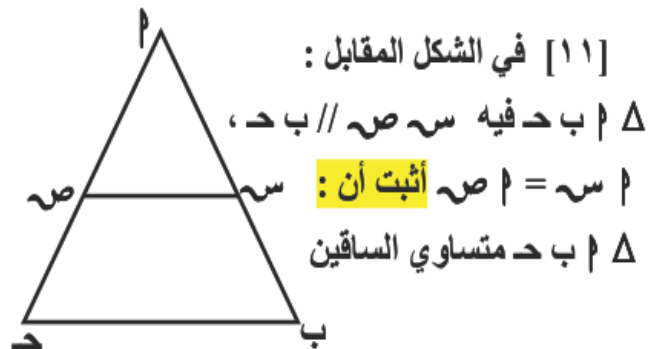 [١١] في الشكل المقابل :
Δ ٲ ب حـ فيه سـ صـ // ب حـ ،
ٲ سـ = ٲ صـ أثبت أن :
Δ ٲ ب حـ متساوي الساقين
ٲ
صـ
سـ
حـ
ب